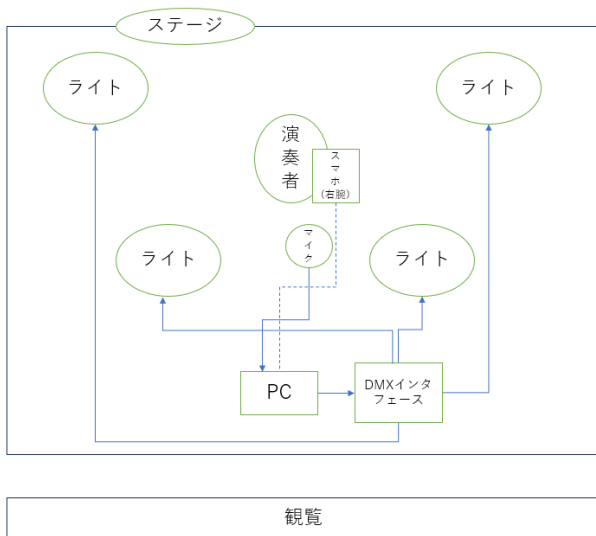 ステージ
ライト
ライト
演奏者
スマホ
(右腕)
マイク
ライト
ライト
PC
DMXインタ
フェース
観覧